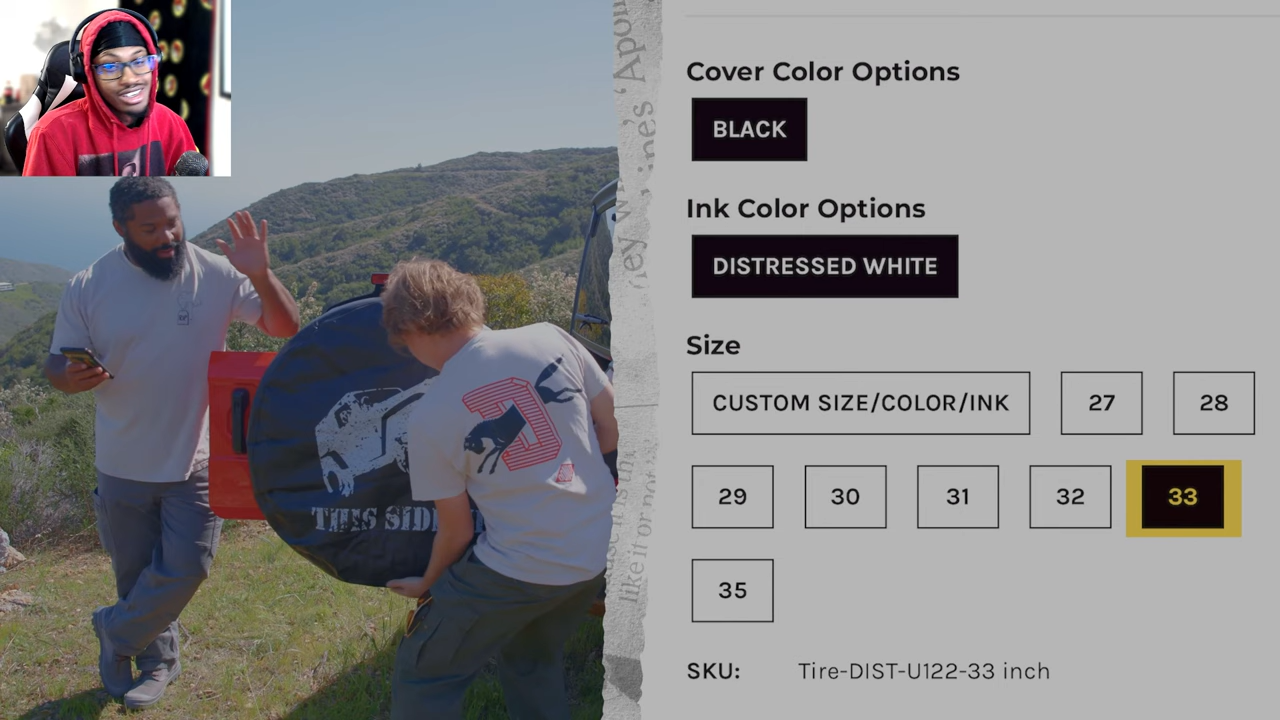 THIS SIDE
Cover Color Options
BLACK
Ink Color Options
DISTRESSED WHITE
Size
CUSTOM SIZE/COLOR/INK 27 28
29 30 31 32 33
35
SKU: Tire-DIST-U122-33 inch